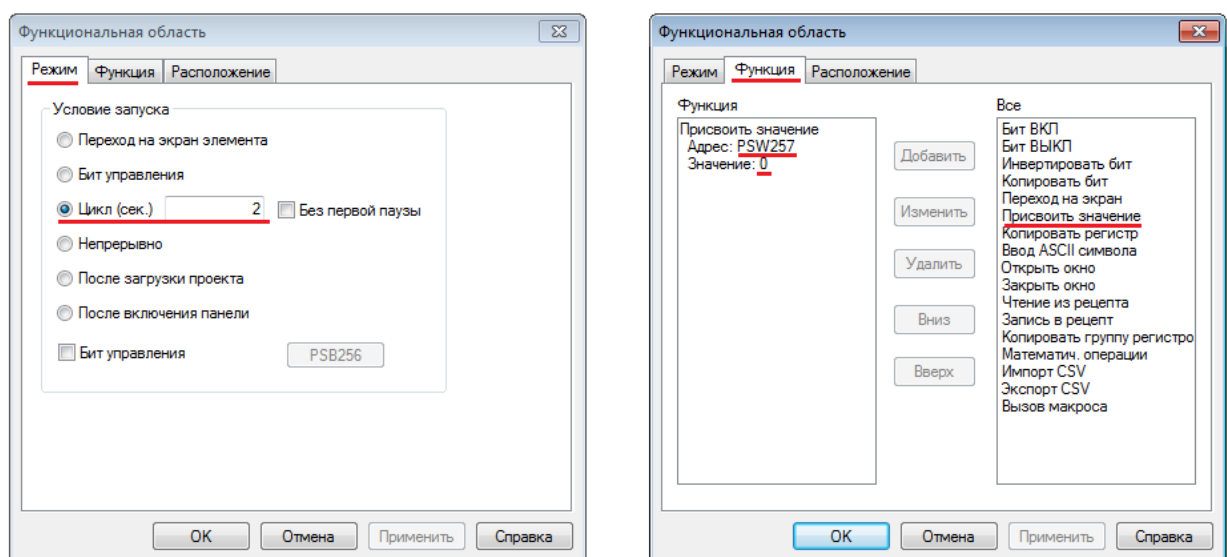 Функциональная область
Режим Функция Расположение
Условие запуска
Переход на экран элемента
Бит управления
Цикл (сек.) 2 Без первой паузы
Непрерывно
После загрузки проекта
После включения панели
Бит управления PSB256
OK Отмена Применить Справка
Функциональная область
Режим Функция Расположение
Функция
Присвоить значение
Адрес: PSW257
Значение: 0
Добавить
Изменить
Удалить
Вниз
Вверх
Все
Бит ВКЛ
Бит ВЫКЛ
Инвертировать бит
Копировать бит
Переход на экран
Присвоить значение
Копировать регистр
Ввод ASCII символа
Открыть окно
Закрыть окно
Чтение из рецепта
Запись в рецепт
Копировать группу регистро
Математич. операции
Импорт CSV
Экспорт CSV
Вызов макроса
OK Отмена Применить Справка